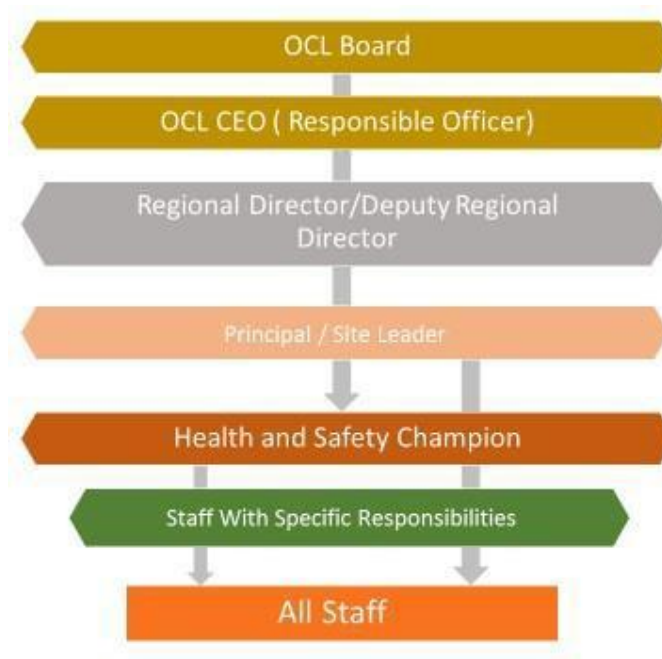 OCL Board
OCL CEO ( Responsible Officer)
Regional Director/Deputy Regional
Director
Principal / Site Leader
Health and Safety Champion
Staff With Specific Responsibilities
All Staff